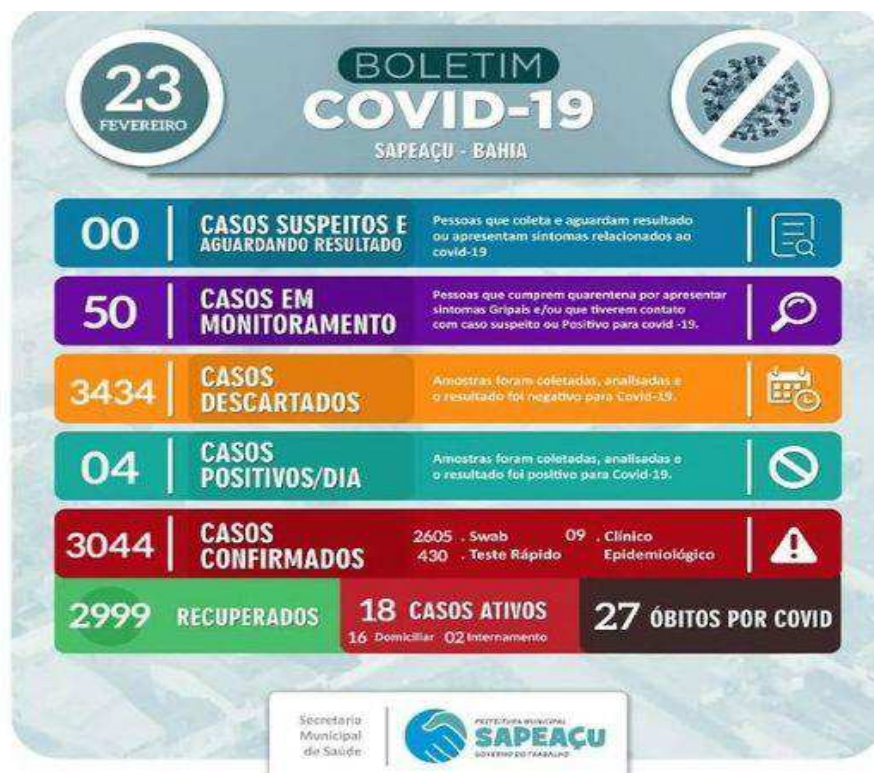 23
FEVEREIRO
BOLETIM
COVID-19
SAPEAÇU - BAHIA
00
CASOS SUSPEITOS E
AGUARDANDO RESULTADO
Pessoas que coleta e aguardam resultado
ou apresentam sintomas relacionados ao
covid-19
50
CASOS EM
MONITORAMENTO
Pessoas que cumprem quarentena por apresentar
sintomas Gripais e/ou que tiverem contato
com caso suspeito ou Positivo para covid -19.
3434
CASOS
DESCARTADOS
Amostras foram coletadas, analisadas e
o resultado foi negativo para Covid-19.
04
CASOS
POSITIVOS/DIA
Amostras foram coletadas, analisadas e
o resultado foi positivo para Covid-19.
3044
CASOS
CONFIRMADOS
2605 . Swab
430 . Teste Rápido
09 . Clínico
Epidemiológico
2999 RECUPERADOS
18 CASOS ATIVOS
16 Domiciliar 02 Internamento
27 ÓBITOS POR COVID
Secretaria
Municipal
de Saúde
PREFEITURA MUNICIPAL
SAPEAÇU
GOVERNO DO TRABALHO